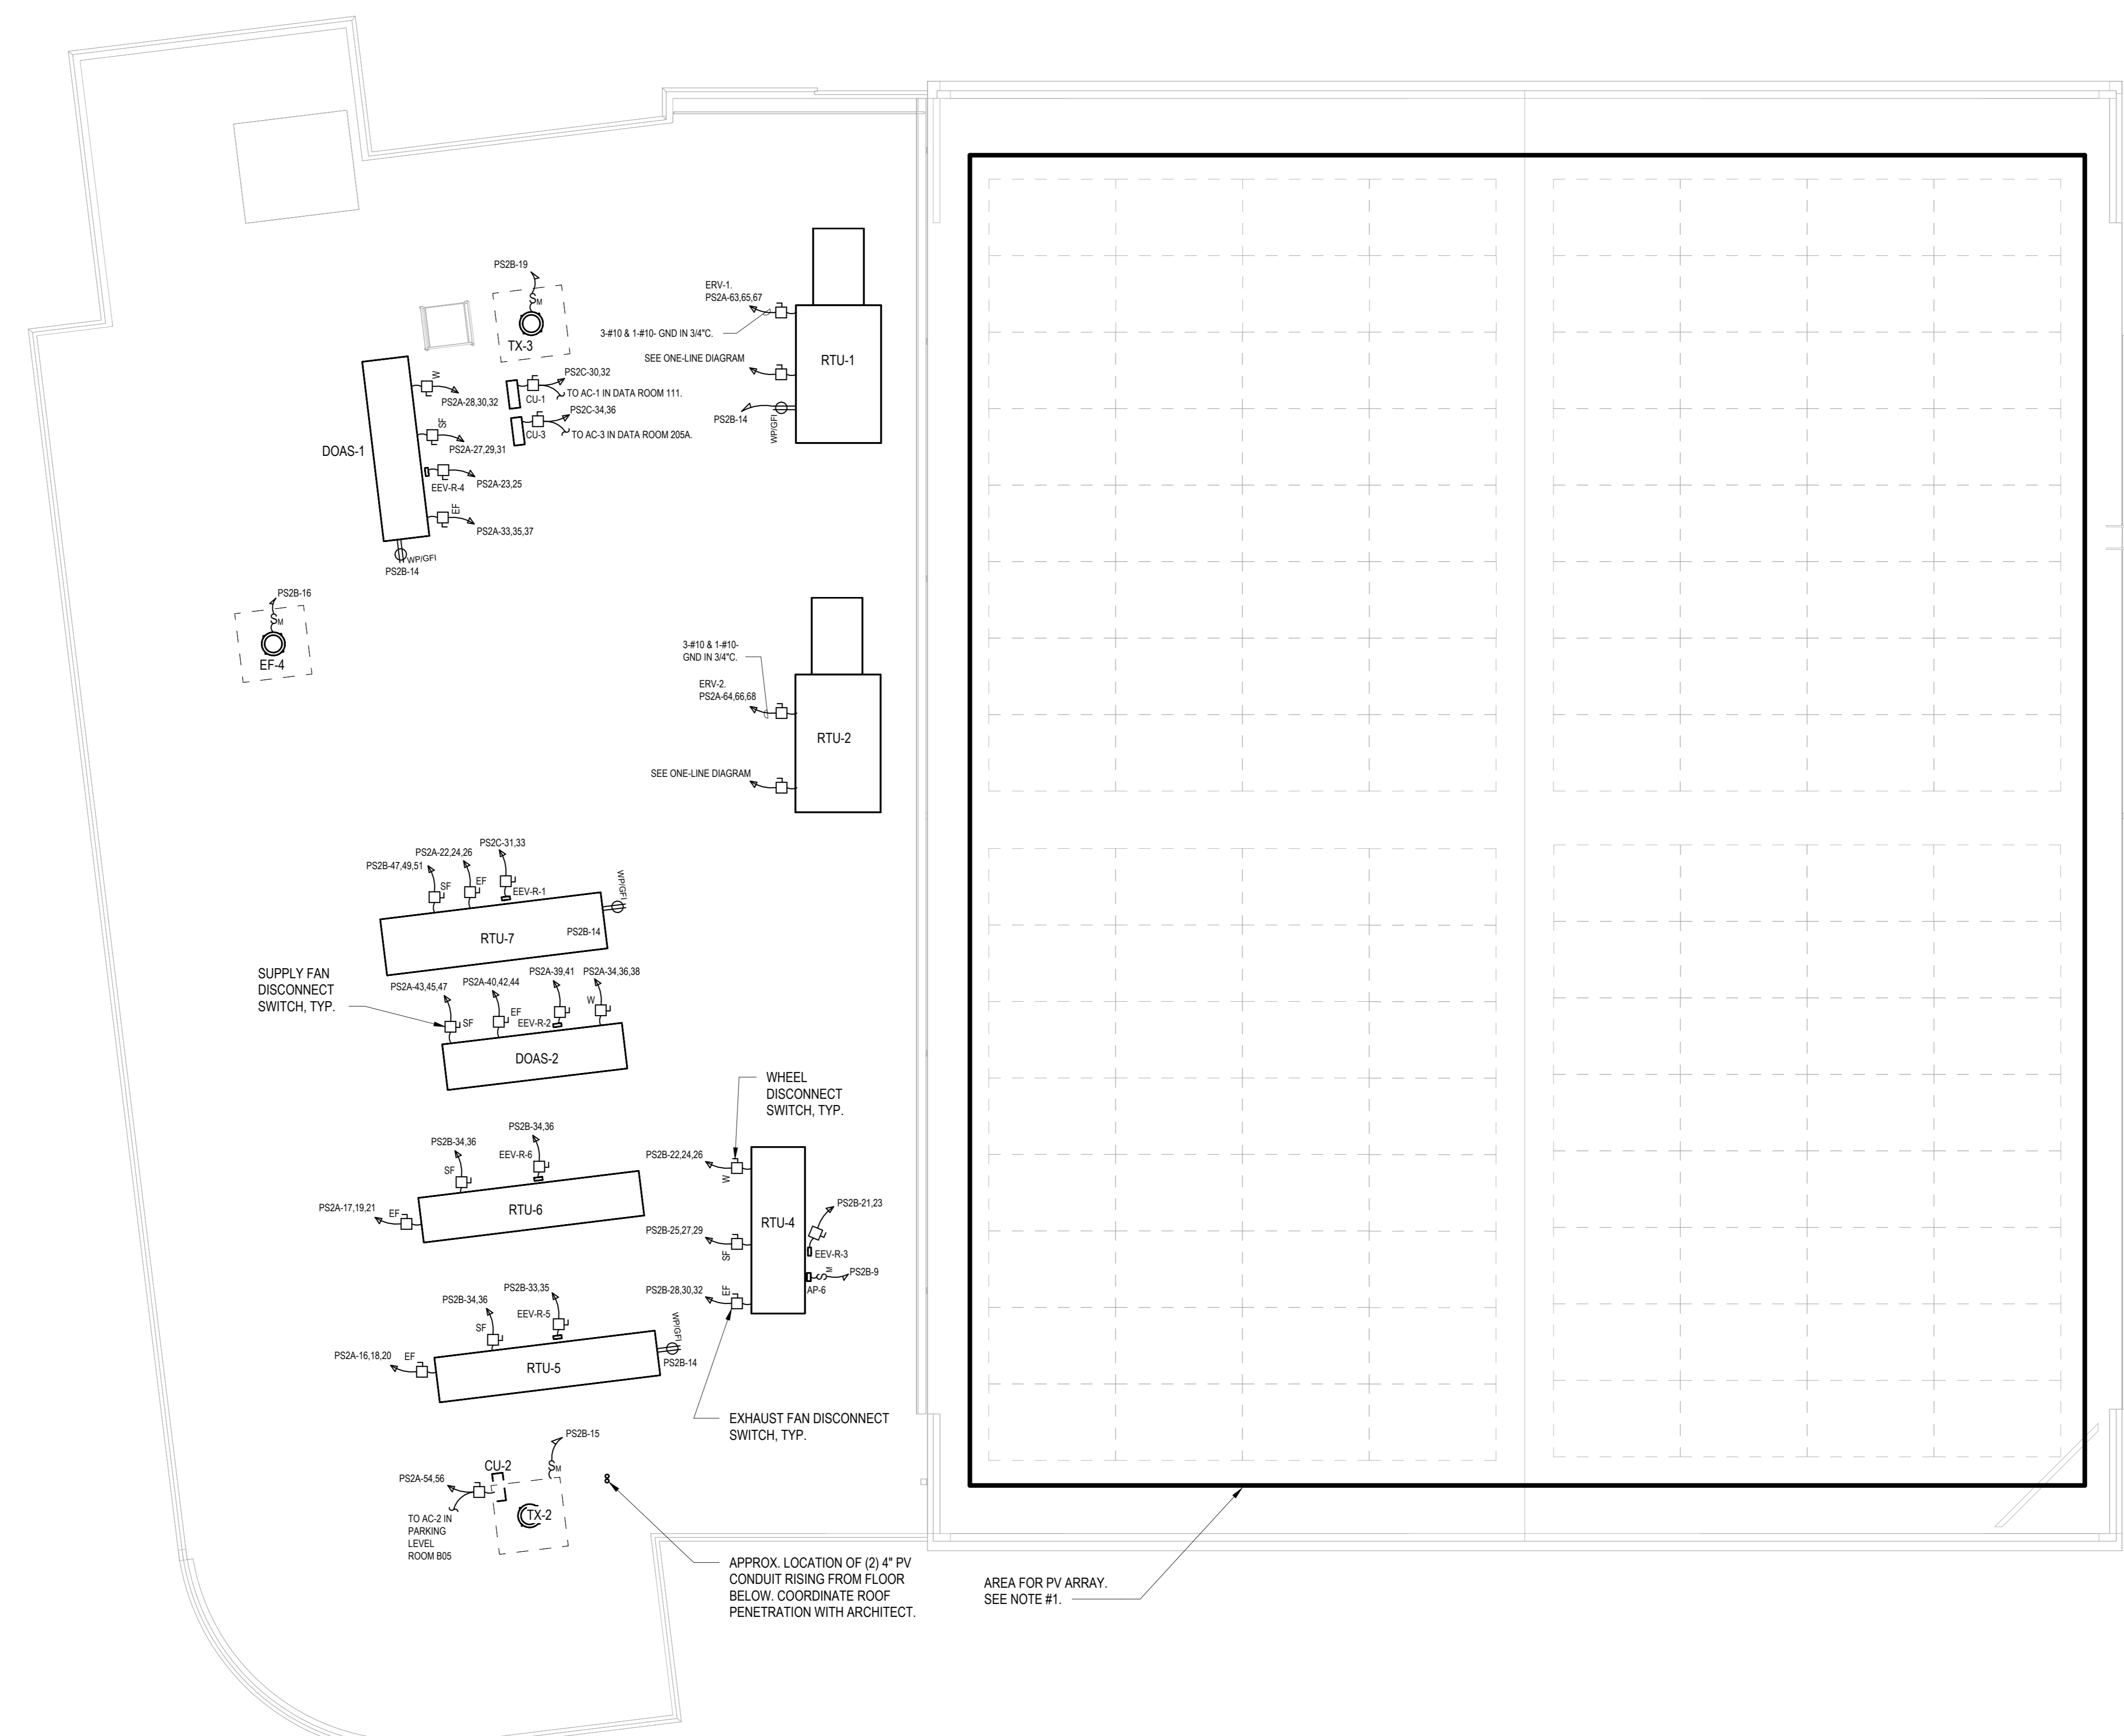 PS2B-19
SM
TX-3
ERV-1.
PS2A-63,65,67
3-#10 & 1-#10- GND IN 3/4"C.
SEE ONE-LINE DIAGRAM
RTU-1
PS2B-14
WP/GFI
PS2C-30,32
TO AC-1 IN DATA ROOM 111.
CU-1
PS2C-34,36
CU-3
TO AC-3 IN DATA ROOM 205A.
W
PS2A-28,30,32
SF
PS2A-27,29,31
DOAS-1
EEV-R-4
PS2A-23,25
EF
PS2A-33,35,37
WP/GFI
PS2B-14
PS2B-16
SM
EF-4
3-#10 & 1-#10-
GND IN 3/4"C.
ERV-2.
PS2A-64,66,68
RTU-2
SEE ONE-LINE DIAGRAM
PS2C-31,33
PS2A-22,24,26
PS2B-47,49,51
SF
EF
EEV-R-1
WP/GFI
PS2B-14
RTU-7
SUPPLY FAN
DISCONNECT
SWITCH, TYP.
PS2A-39,41
PS2A-34,36,38
PS2A-40,42,44
PS2A-43,45,47
SF
EF
EEV-R-2
W
DOAS-2
WHEEL
DISCONNECT
SWITCH, TYP.
PS2B-34,36
PS2B-34,36
EEV-R-6
SF
PS2A-17,19,21
EF
RTU-6
PS2B-22,24,26
W
RTU-4
PS2B-21,23
PS2B-25,27,29
SF
EEV-R-3
SM
PS2B-9
AP-6
PS2B-28,30,32
EF
PS2B-33,35
PS2B-34,36
EEV-R-5
SF
WP/GFI
PS2A-16,18,20
EF
PS2B-14
RTU-5
EXHAUST FAN DISCONNECT
SWITCH, TYP.
PS2B-15
SM
CU-2
PS2A-54,56
TX-2
TO AC-2 IN
PARKING
LEVEL
ROOM B05
APPROX. LOCATION OF (2) 4" PV
CONDUIT RISING FROM FLOOR
BELOW. COORDINATE ROOF
PENETRATION WITH ARCHITECT.
AREA FOR PV ARRAY.
SEE NOTE #1.